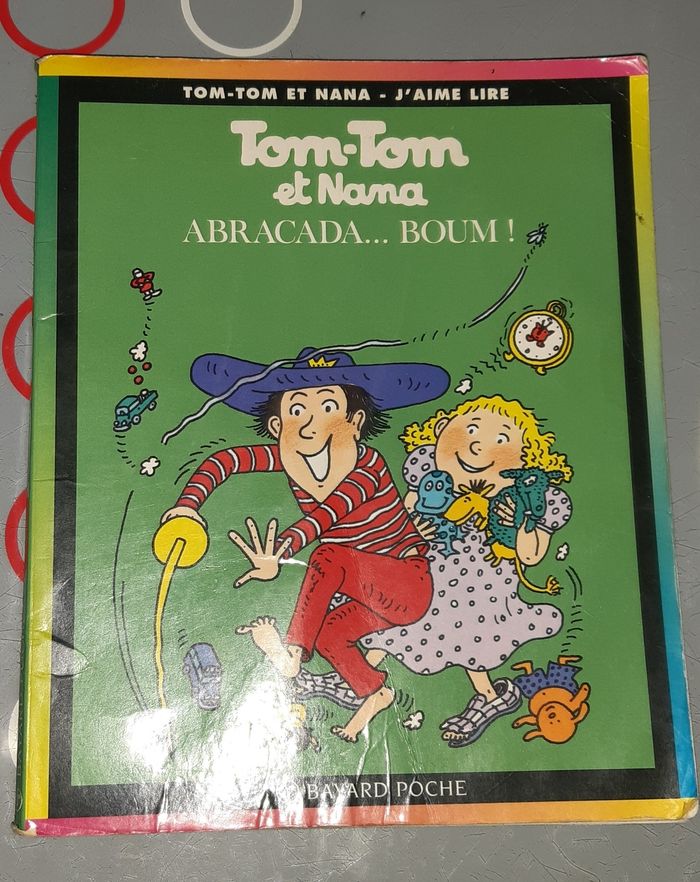 TOM-TOM ET NANA - J'AIME LIRE
Tom-Tom
et Nana
ABRACADA... BOUM !
BAYARD POCHE